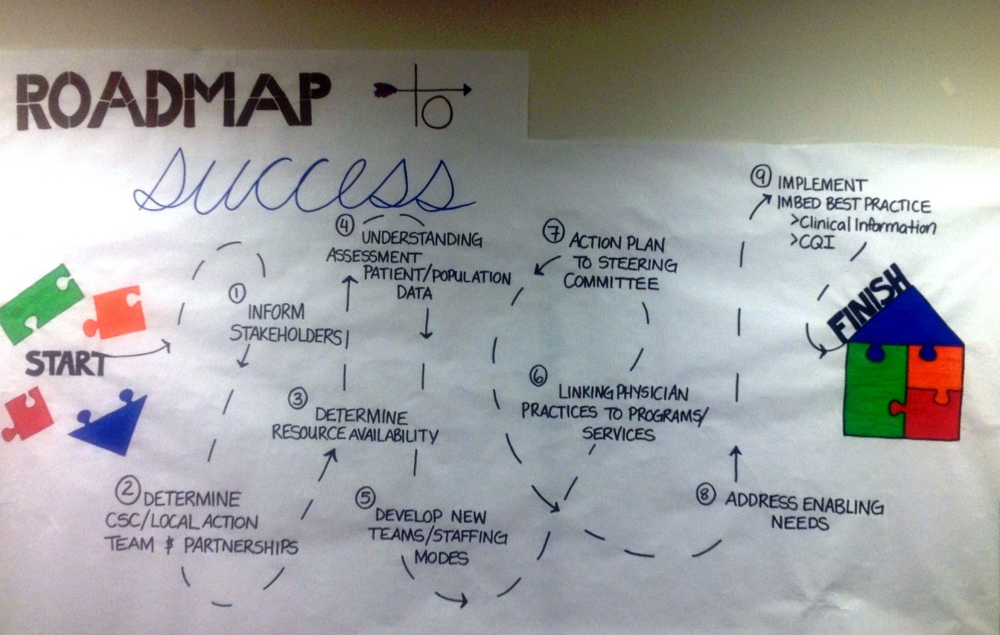 ROADMAP
to
success
START
① INFORM
STAKEHOLDERS
② DETERMINE
CSC/LOCAL ACTION
TEAM & PARTNERSHIPS
③ DETERMINE
RESOURCE AVAILABILITY
④ UNDERSTANDING
ASSESSMENT
PATIENT/POPULATION
DATA
⑤ DEVELOP NEW
TEAMS/STAFFING
MODES
⑥ LINKING PHYSICIAN
PRACTICES TO PROGRAMS/
SERVICES
⑦ ACTION PLAN
TO STEERING
COMMITTEE
⑧ ADDRESS ENABLING
NEEDS
⑨ IMPLEMENT
IMBED BEST PRACTICE
>Clinical Information
>CQI
FINISH